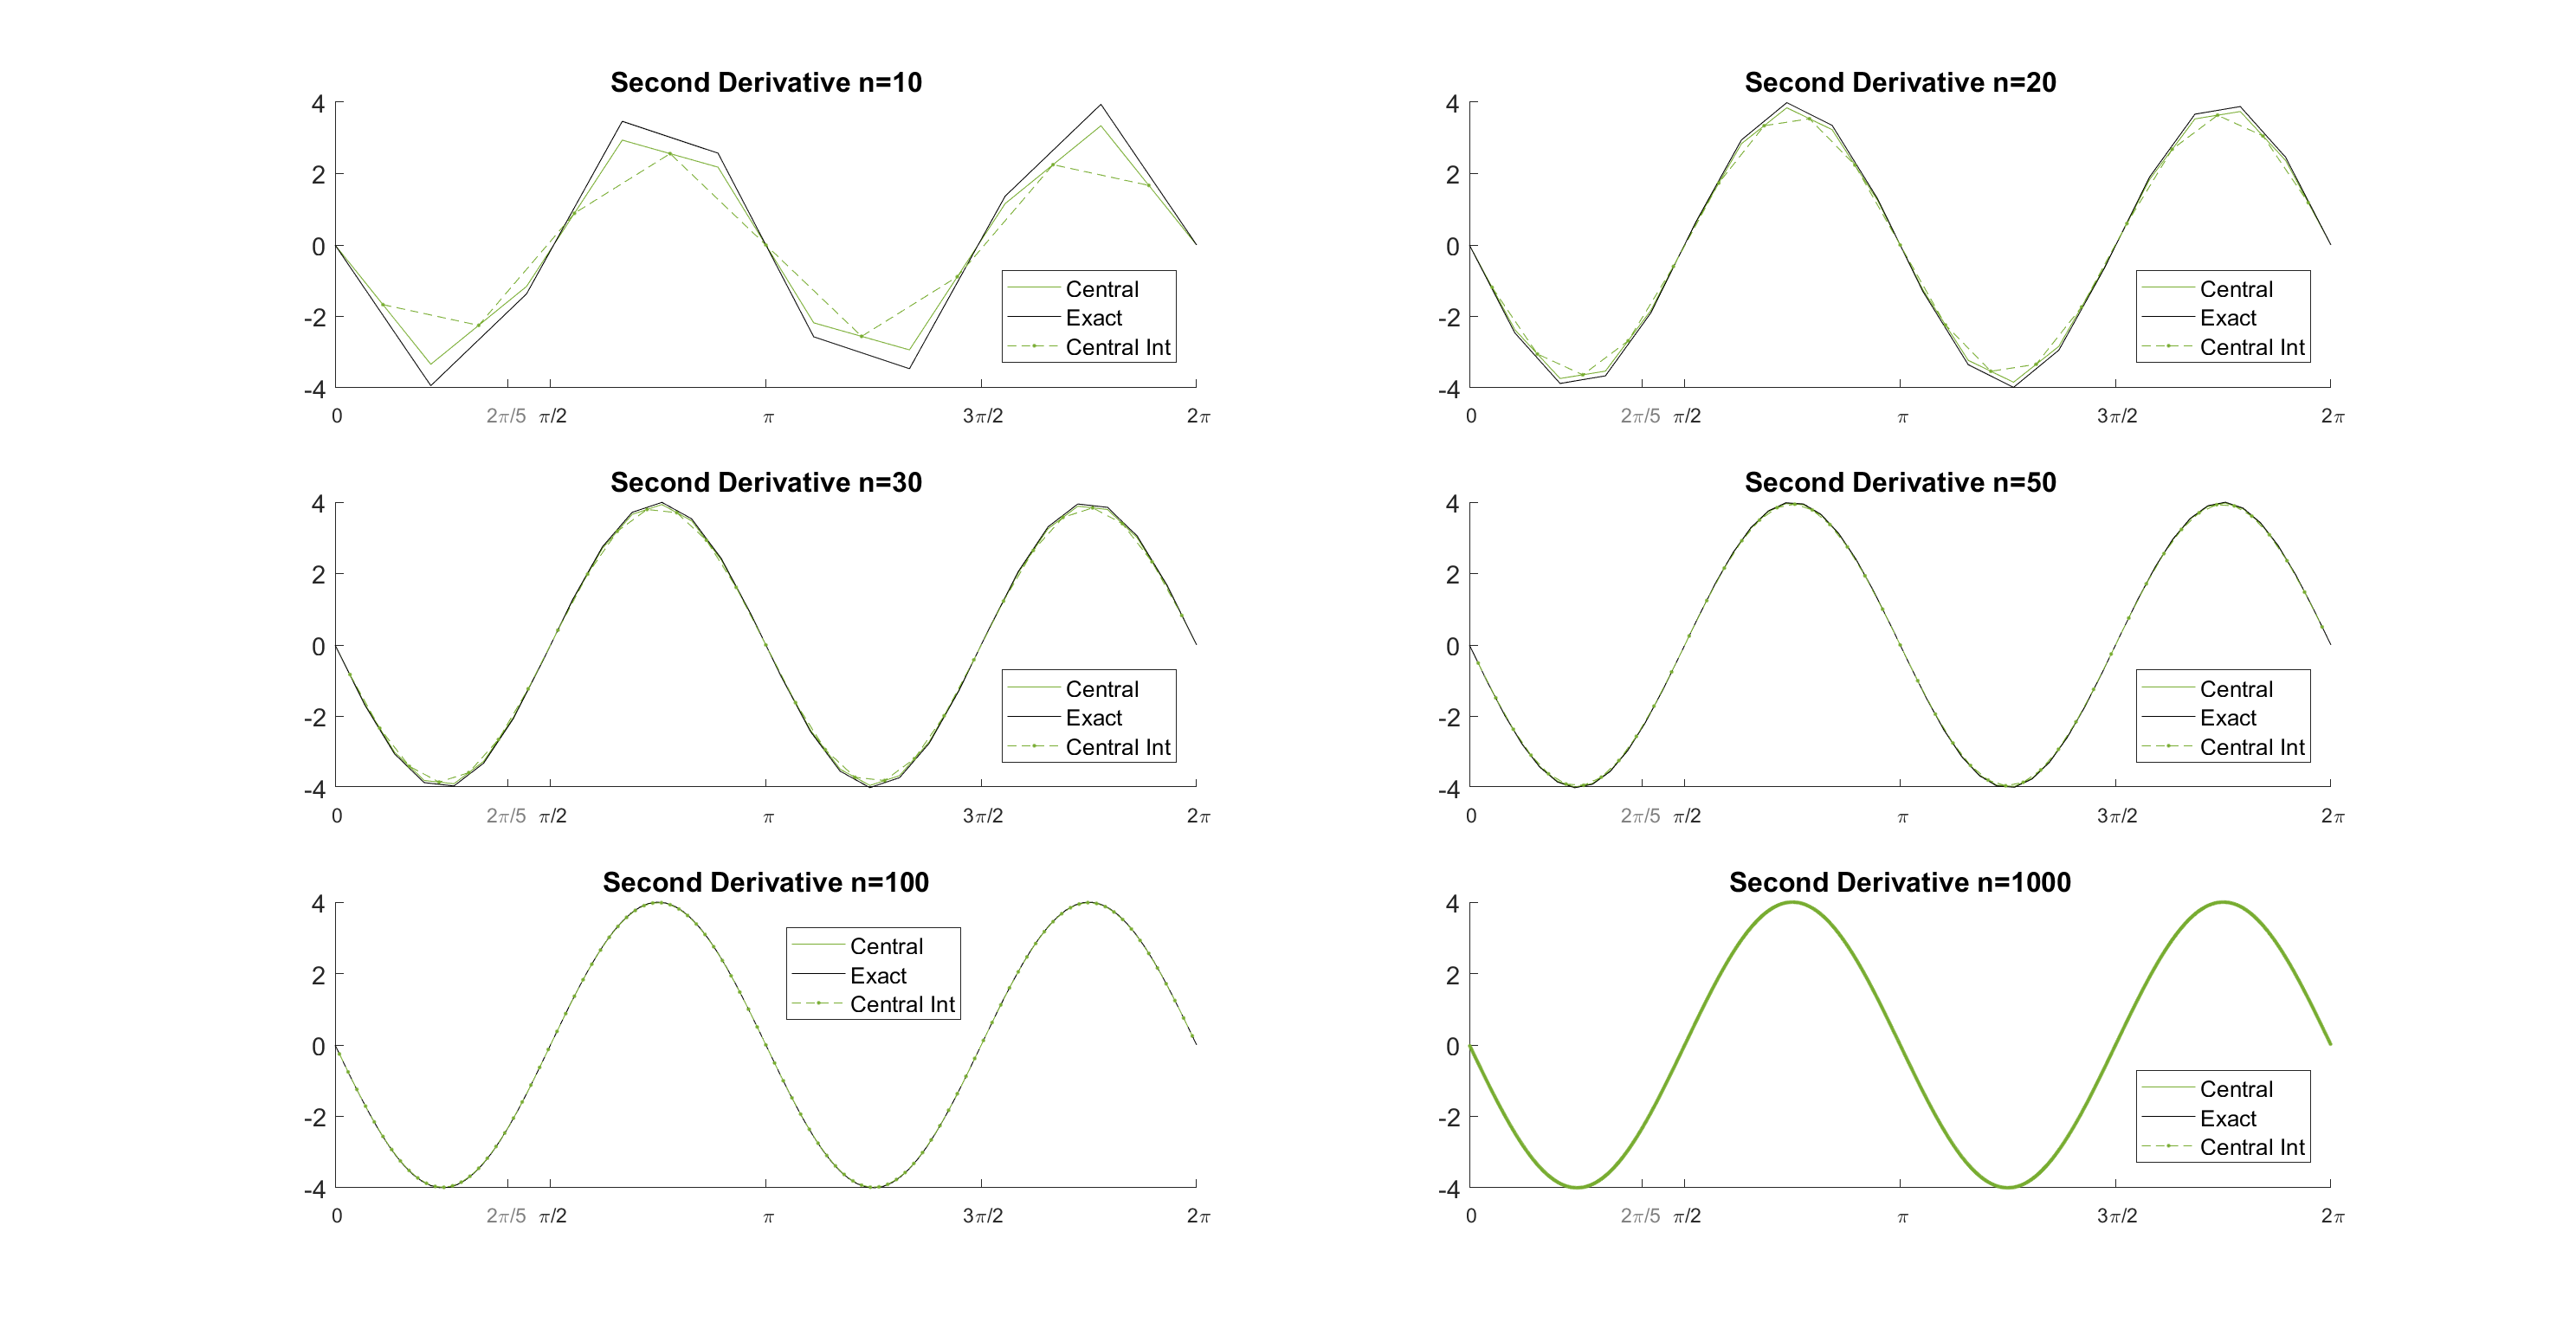 Second Derivative n=10
4
2
0
-2
-4
0 2π/5 π/2 π 3π/2 2π
Central
Exact
Central Int
Second Derivative n=20
4
2
0
-2
-4
0 2π/5 π/2 π 3π/2 2π
Central
Exact
Central Int
Second Derivative n=30
4
2
0
-2
-4
0 2π/5 π/2 π 3π/2 2π
Central
Exact
Central Int
Second Derivative n=50
4
2
0
-2
-4
0 2π/5 π/2 π 3π/2 2π
Central
Exact
Central Int
Second Derivative n=100
4
2
0
-2
-4
0 2π/5 π/2 π 3π/2 2π
Central
Exact
Central Int
Second Derivative n=1000
4
2
0
-2
-4
0 2π/5 π/2 π 3π/2 2π
Central
Exact
Central Int